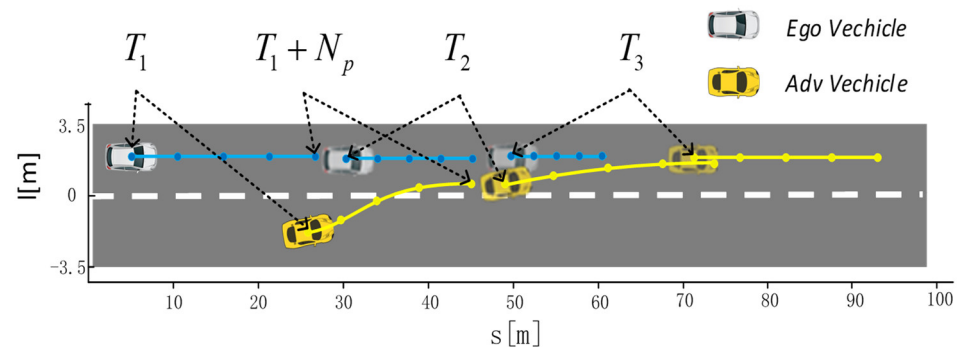 Ego Vechicle
T₁ T₁ + Nₚ T₂ T₃
Adv Vechicle
3.5
l[m]
0
-3.5
10 20 30 40 50 60 70 80 90 100
s[m]